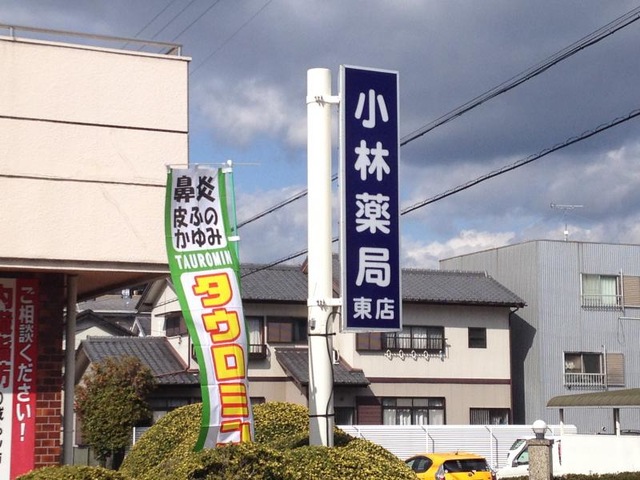 小林薬局
東店
鼻炎
皮ふの
かゆみ
TAUROMIN
タウロミン
ご相談ください!